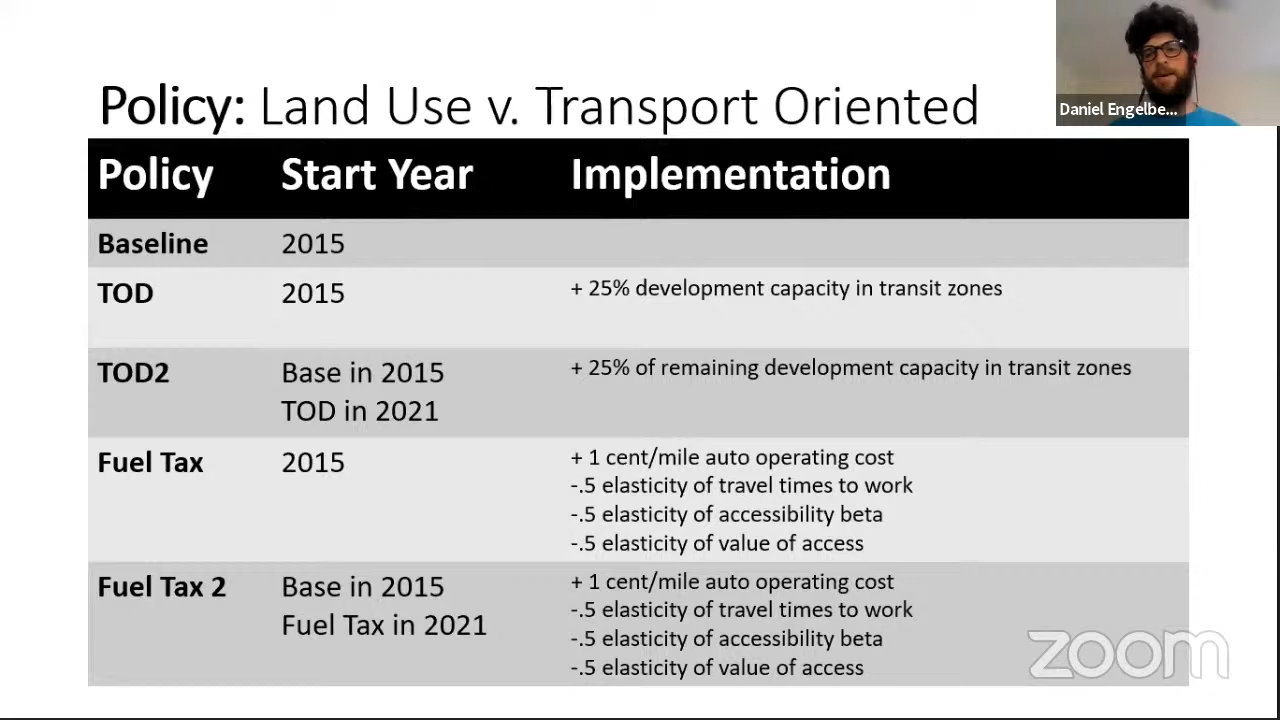 Policy: Land Use v. Transport Oriented
Daniel Engelbe...
Policy Start Year Implementation
Baseline 2015
TOD 2015 + 25% development capacity in transit zones
TOD2 Base in 2015 + 25% of remaining development capacity in transit zones
TOD in 2021
Fuel Tax 2015 + 1 cent/mile auto operating cost
-.5 elasticity of travel times to work
-.5 elasticity of accessibility beta
-.5 elasticity of value of access
Fuel Tax 2 Base in 2015 + 1 cent/mile auto operating cost
Fuel Tax in 2021 -.5 elasticity of travel times to work
-.5 elasticity of accessibility beta
-.5 elasticity of value of access
zoom